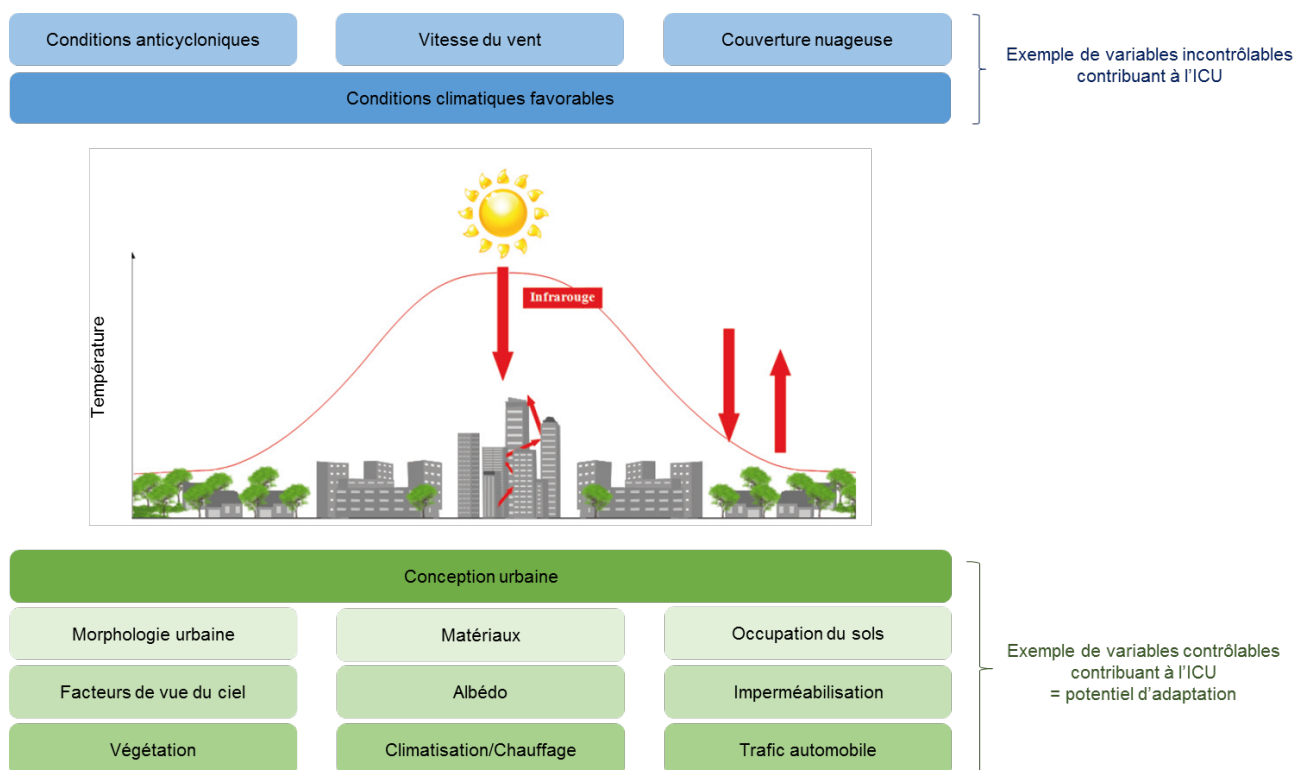 Conditions anticycloniques
Vitesse du vent
Couverture nuageuse
Conditions climatiques favorables
Exemple de variables incontrôlables
contribuant à l'ICU
Température
Infrarouge
Conception urbaine
Morphologie urbaine
Matériaux
Occupation du sols
Facteurs de vue du ciel
Albédo
Imperméabilisation
Végétation
Climatisation/Chauffage
Trafic automobile
Exemple de variables contrôlables
contribuant à l'ICU
= potentiel d'adaptation